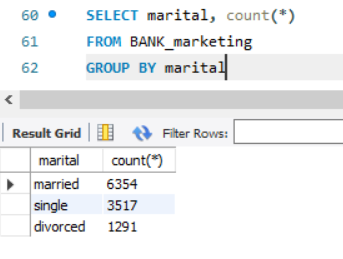 60 SELECT marital, count(*)
61 FROM BANK_marketing
62 GROUP BY marital
Result Grid Filter Rows:
marital count(*)
married 6354
single 3517
divorced 1291